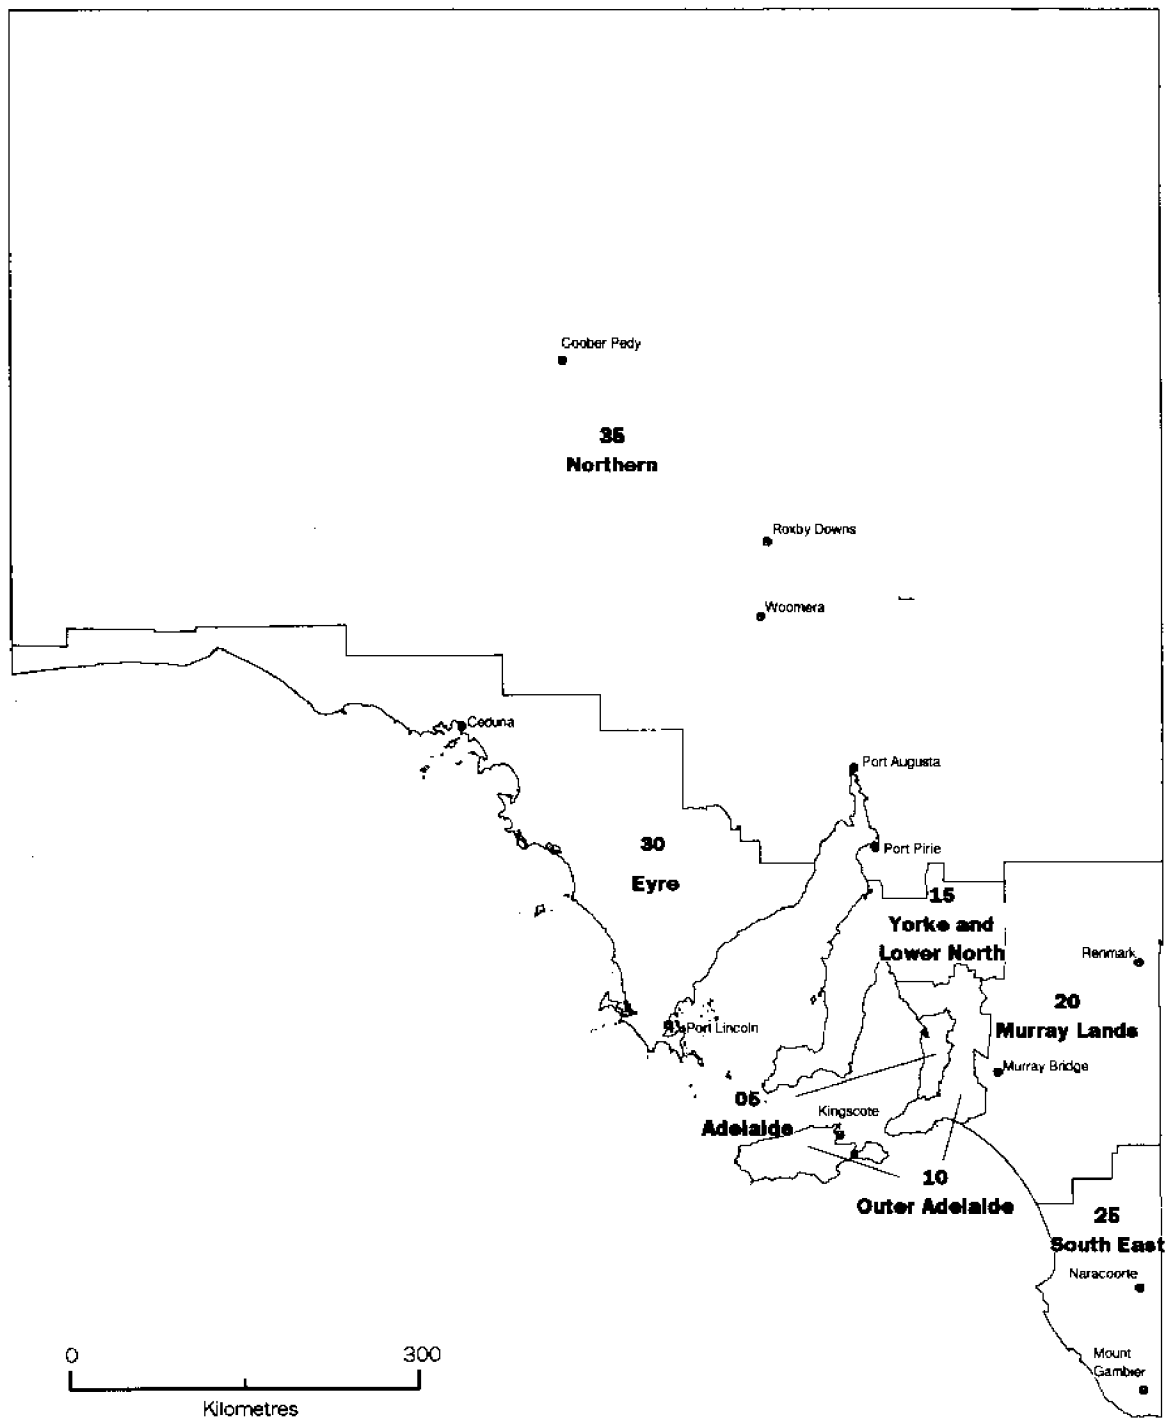 Coober Pedy
35
Northern
Roxby Downs
Woomera
Ceduna
Port Augusta
30
Eyre
Port Pirie
15
Yorke and
Lower North
Renmark
20
Murray Lands
Port Lincoln
Murray Bridge
05
Adelaide
Kingscote
10
Outer Adelaide
25
South East
Naracoorte
Mount
Gambier
0 300
Kilometres